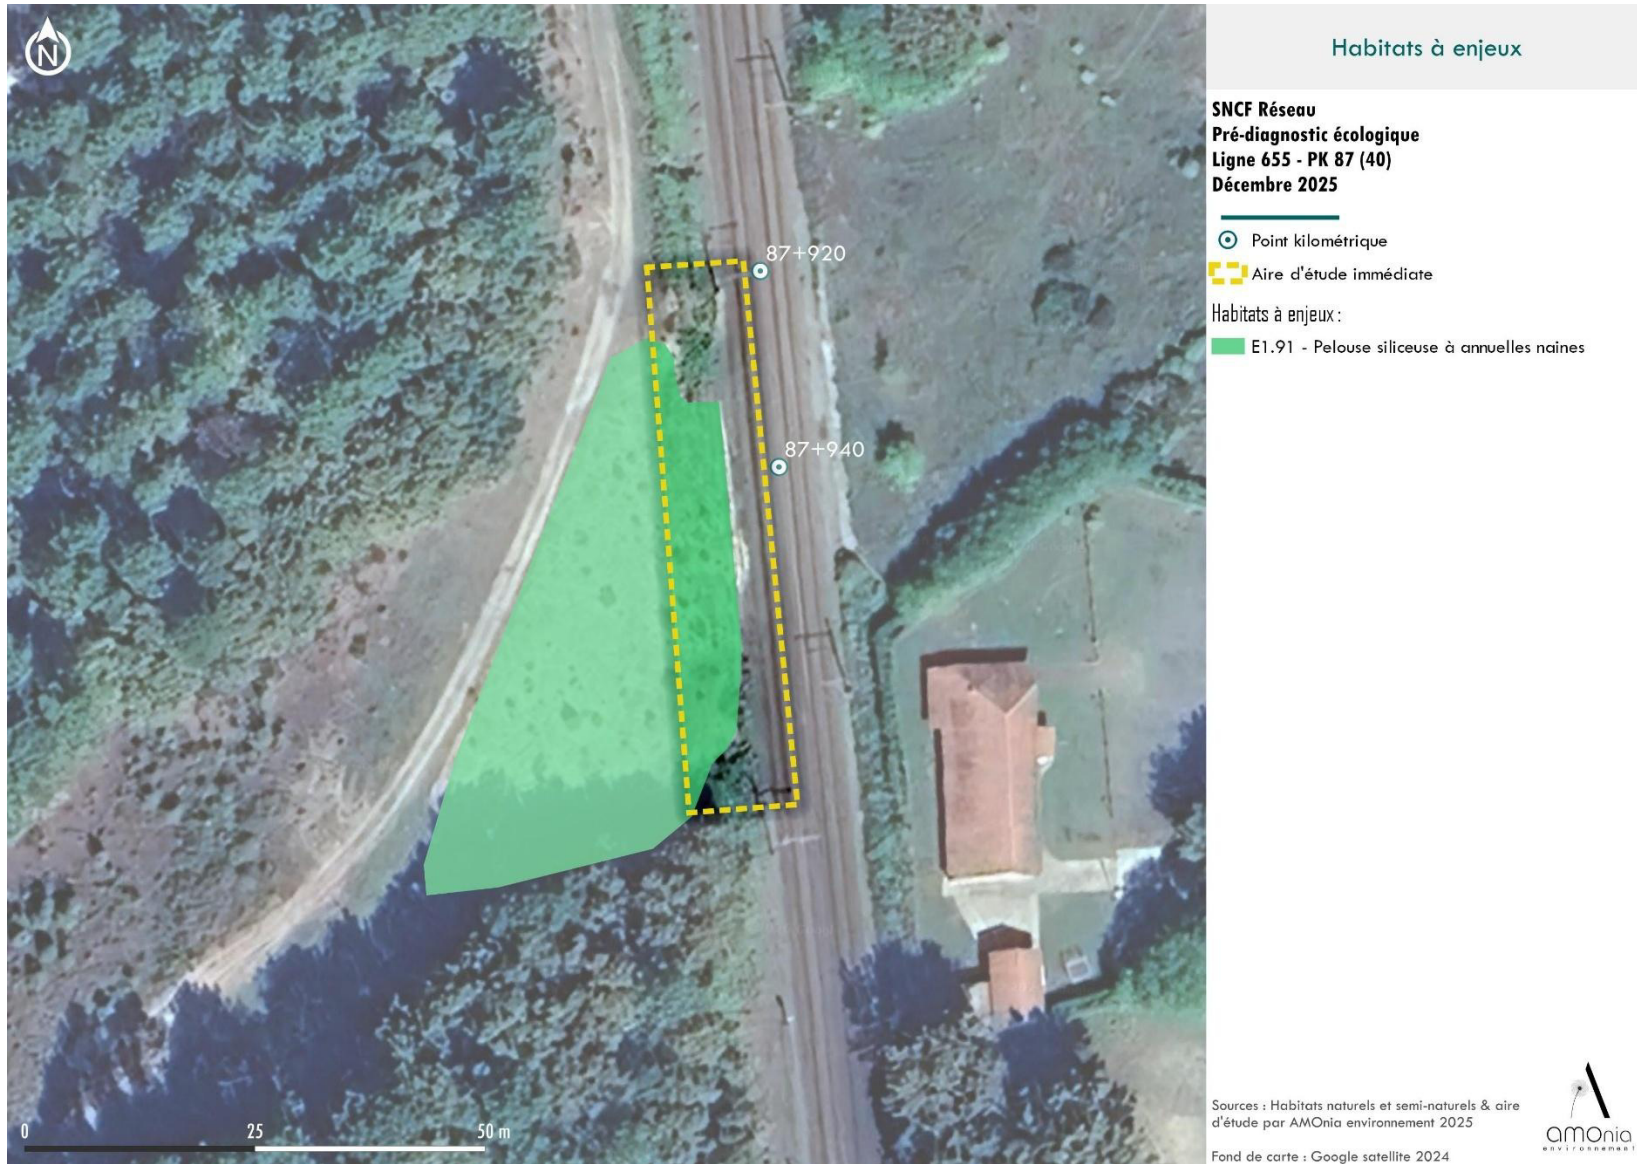 N
Habitats à enjeux
SNCF Réseau
Pré-diagnostic écologique
Ligne 655 - PK 87 (40)
Décembre 2025
Point kilométrique
Aire d'étude immédiate
Habitats à enjeux :
E1.91 - Pelouse siliceuse à annuelles naines
87+920
87+940
0 25 50 m
Sources : Habitats naturels et semi-naturels & aire
d'étude par AMOnia environnement 2025
Fond de carte : Google satellite 2024
amonia
environnement